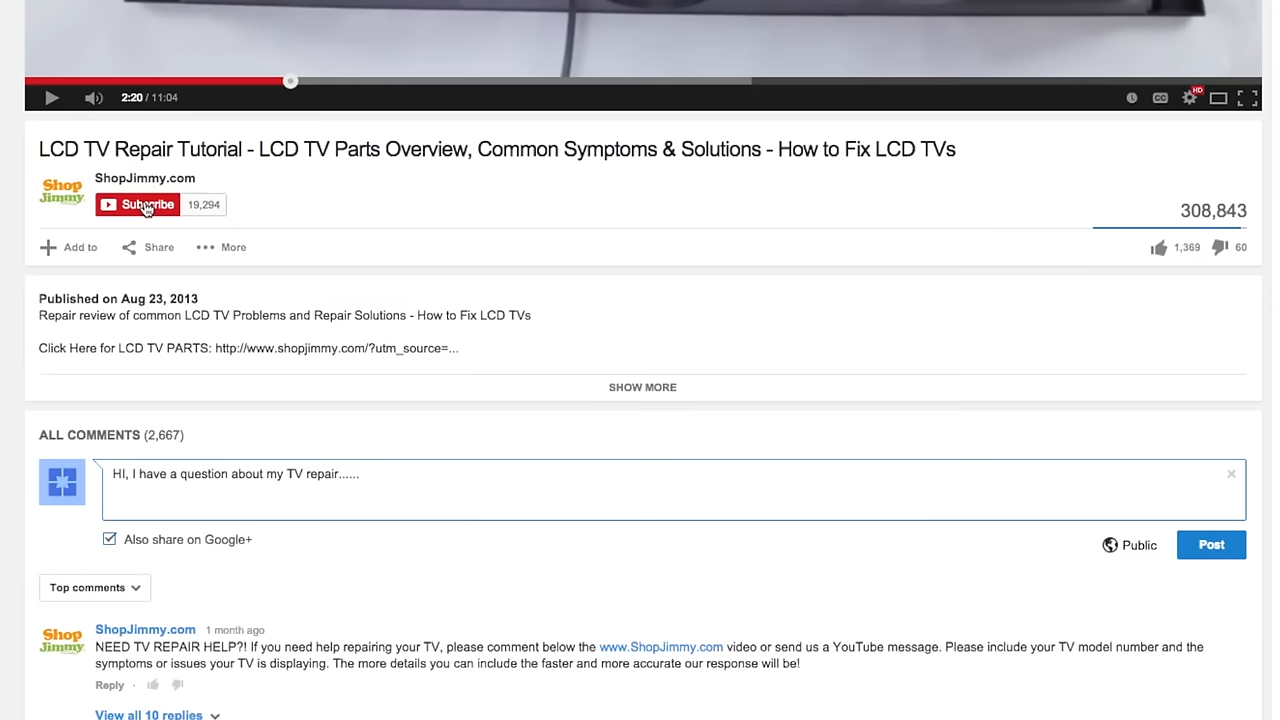 2:20 / 11:04
CC
HD
LCD TV Repair Tutorial - LCD TV Parts Overview, Common Symptoms & Solutions - How to Fix LCD TVs
Shop
Jimmy
ShopJimmy.com
Subscribe 19,294
308,843
Add to Share More
1,369 60
Published on Aug 23, 2013
Repair review of common LCD TV Problems and Repair Solutions - How to Fix LCD TVs
Click Here for LCD TV PARTS: http://www.shopjimmy.com/?utm_source=...
SHOW MORE
ALL COMMENTS (2,667)
HI, I have a question about my TV repair......
Also share on Google+
Public Post
Top comments
Shop
Jimmy
ShopJimmy.com 1 month ago
NEED TV REPAIR HELP?! If you need help repairing your TV, please comment below the www.ShopJimmy.com video or send us a YouTube message. Please include your TV model number and the
symptoms or issues your TV is displaying. The more details you can include the faster and more accurate our response will be!
Reply ·
View all 10 replies